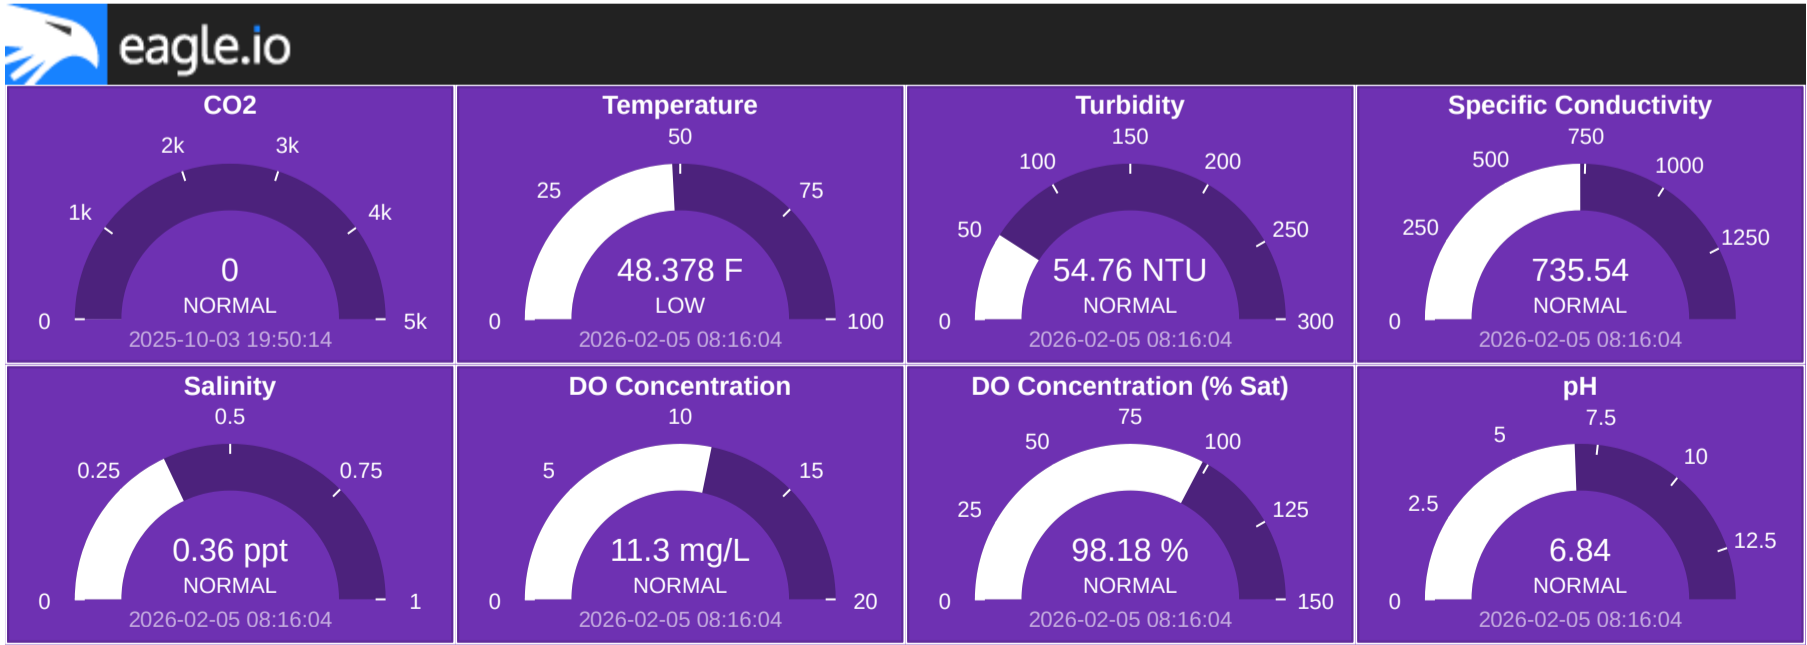 eagle.io
CO2
2k
3k
1k
4k
0
NORMAL
0
5k
2025-10-03 19:50:14
Temperature
50
25
75
48.378 F
LOW
0
100
2026-02-05 08:16:04
Turbidity
150
100
200
50
250
54.76 NTU
NORMAL
0
300
2026-02-05 08:16:04
Specific Conductivity
750
500
1000
250
1250
735.54
NORMAL
0
2026-02-05 08:16:04
Salinity
0.5
0.25
0.75
0.36 ppt
NORMAL
0
1
2026-02-05 08:16:04
DO Concentration
10
5
15
11.3 mg/L
NORMAL
0
20
2026-02-05 08:16:04
DO Concentration (% Sat)
75
50
100
25
125
98.18 %
NORMAL
0
150
2026-02-05 08:16:04
pH
7.5
5
10
2.5
12.5
6.84
NORMAL
0
2026-02-05 08:16:04